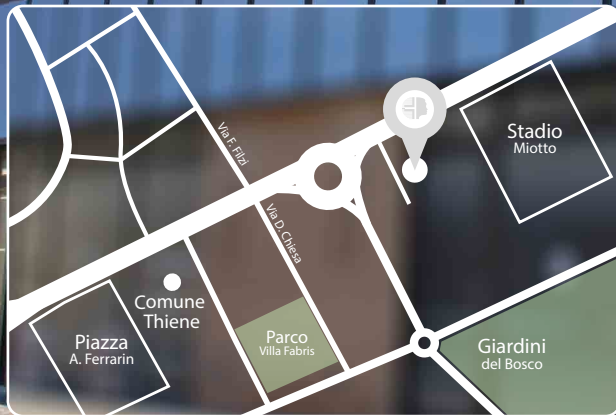 Via F. Filzi
Stadio
Miotto
Via D. Chiesa
Comune
Thiene
Piazza
A. Ferrarin
Parco
Villa Fabris
Giardini
del Bosco